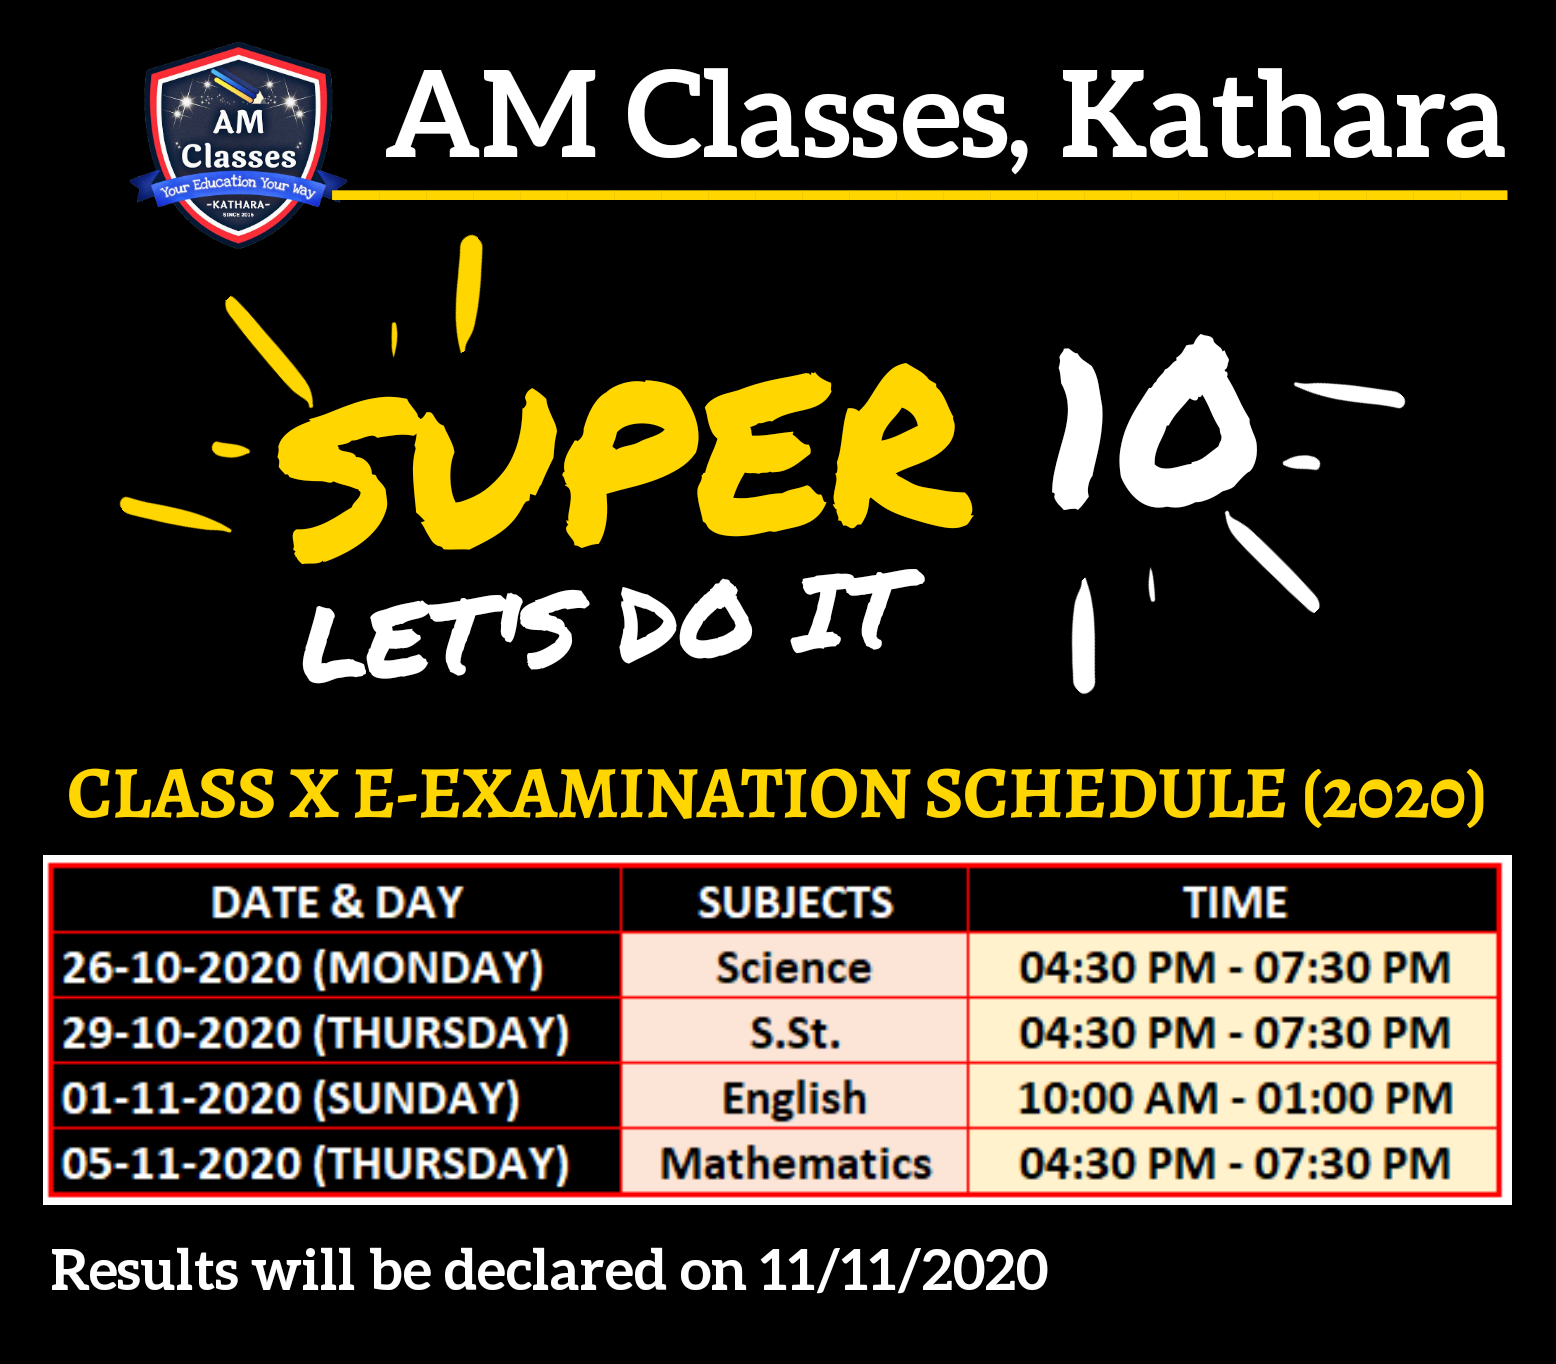 AM Classes, Kathara
AM
Classes
Your Education Your Way
-KATHARA-
SINCE 2016
SUPER 10
LET'S DO IT
CLASS X E-EXAMINATION SCHEDULE (2020)
DATE & DAY SUBJECTS TIME
26-10-2020 (MONDAY) Science 04:30 PM - 07:30 PM
29-10-2020 (THURSDAY) S.St. 04:30 PM - 07:30 PM
01-11-2020 (SUNDAY) English 10:00 AM - 01:00 PM
05-11-2020 (THURSDAY) Mathematics 04:30 PM - 07:30 PM
Results will be declared on 11/11/2020